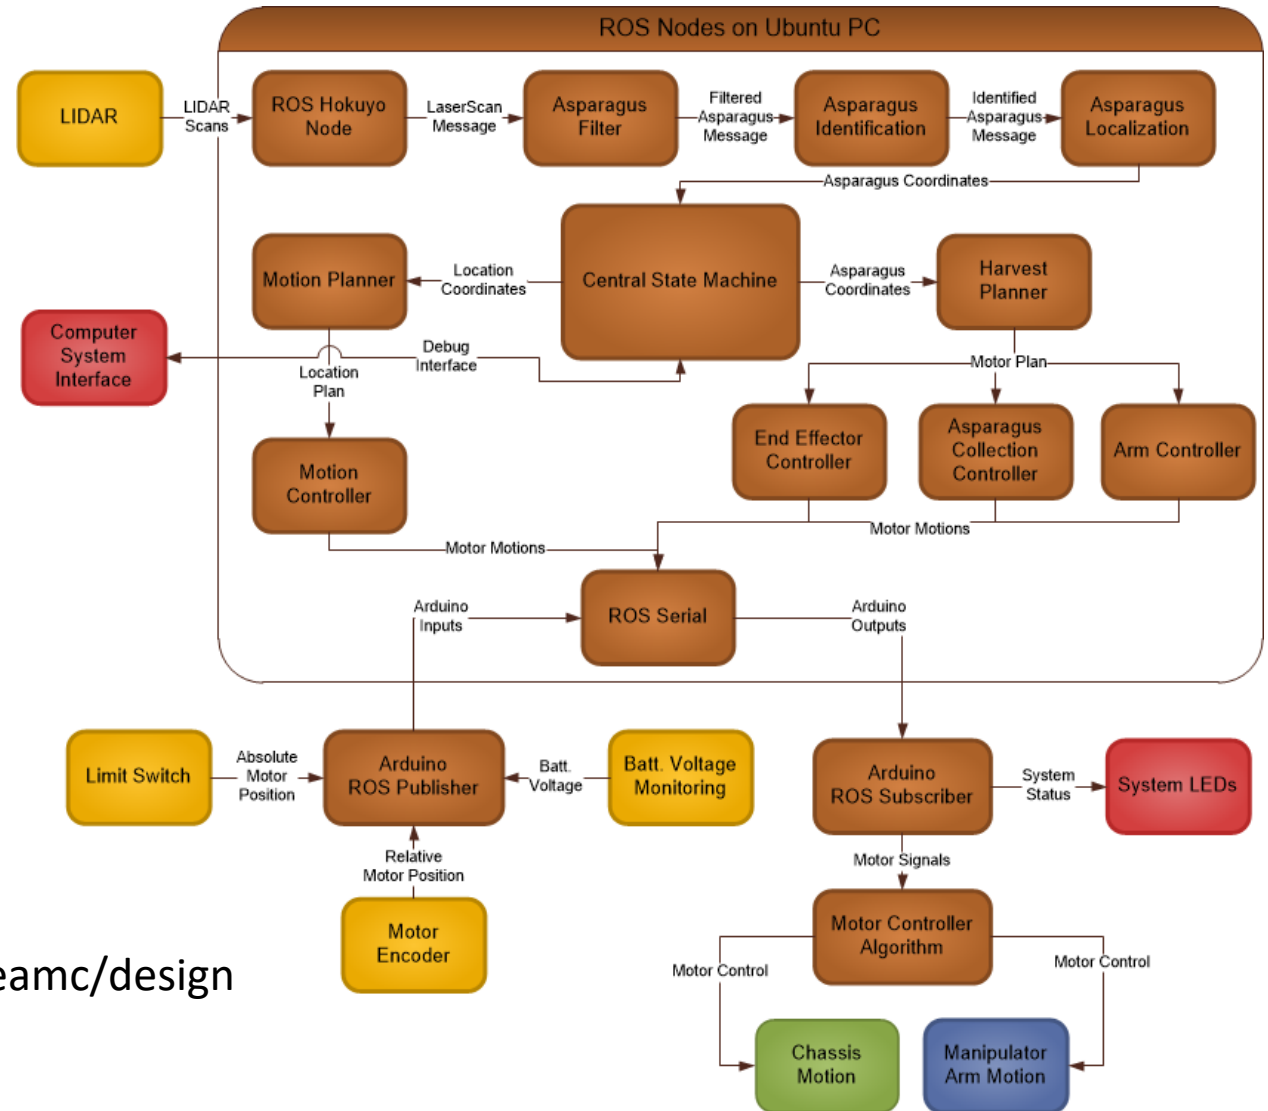 ROS Nodes on Ubuntu PC
LIDAR
LIDAR
Scans
ROS Hokuyo
Node
LaserScan
Message
Asparagus
Filter
Filtered
Asparagus
Message
Asparagus
Identification
Identified
Asparagus
Message
Asparagus
Localization
Asparagus Coordinates
Motion Planner
Location
Coordinates
Central State Machine
Asparagus
Coordinates
Harvest
Planner
Computer
System
Interface
Debug
Interface
Location
Plan
Motor Plan
Motion
Controller
End Effector
Controller
Asparagus
Collection
Controller
Arm Controller
Motor Motions
Motor Motions
Arduino
Inputs
ROS Serial
Arduino
Outputs
Limit Switch
Absolute
Motor
Position
Arduino
ROS Publisher
Batt.
Voltage
Batt. Voltage
Monitoring
Arduino
ROS Subscriber
System
Status
System LEDs
Relative
Motor Position
Motor Signals
Motor
Encoder
Motor Controller
Algorithm
eamc/design
Motor Control
Motor Control
Chassis
Motion
Manipulator
Arm Motion